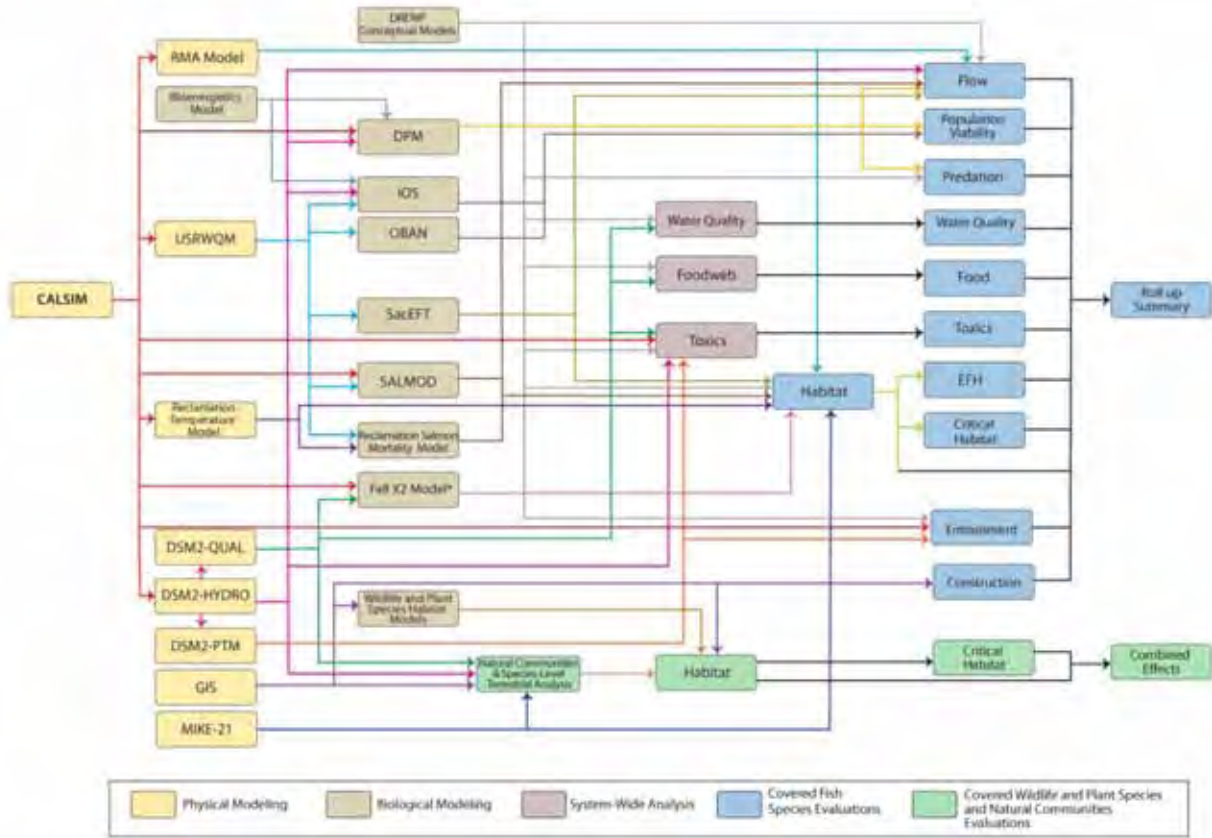 DRERIP
Conceptual Models
RMA Model
Bioenergetics
Model
DPM
IOS
OBAN
USRWQM
CALSIM
SacEFT
SALMOD
Reclamation
Temperature
Model
Reclamation Salmon
Mortality Model
Fall X2 Model*
DSM2-QUAL
DSM2-HYDRO
DSM2-PTM
GIS
MIKE-21
Wildlife and Plant
Species Habitat
Models
Natural Communities
& Species-Level
Terrestrial Analysis
Water Quality
Foodweb
Toxics
Habitat
Habitat
Flow
Population
Viability
Predation
Water Quality
Food
Toxics
EFH
Critical
Habitat
Entrainment
Construction
Critical
Habitat
Roll up
Summary
Combined
Effects
Physical Modeling
Biological Modeling
System-Wide Analysis
Covered Fish
Species Evaluations
Covered Wildlife and Plant Species
and Natural Communities
Evaluations